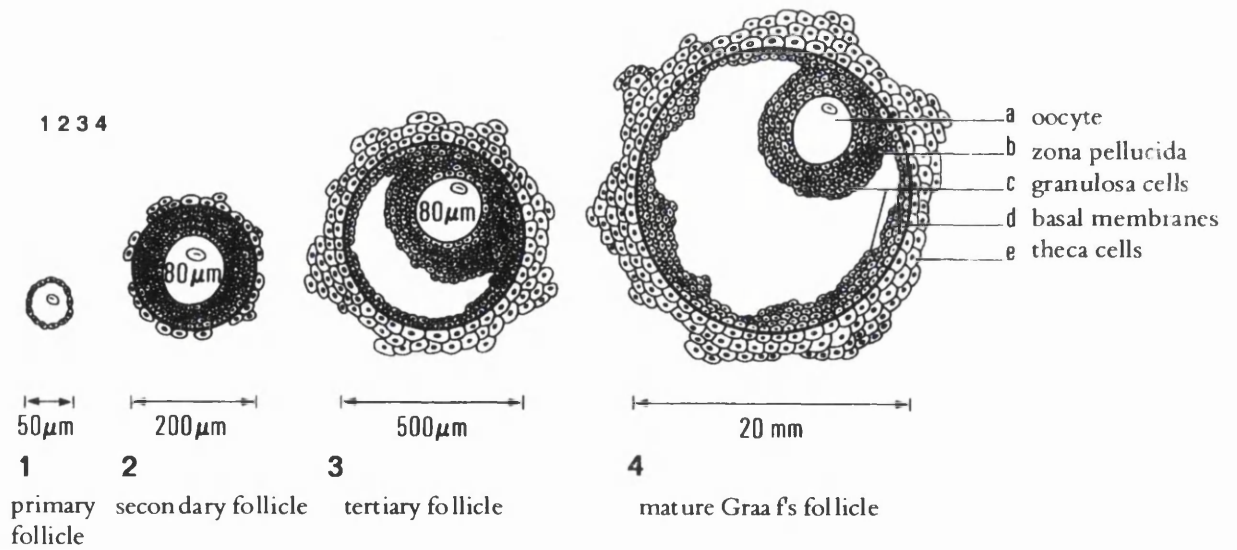 1 2 3 4
a oocyte
b zona pellucida
c granulosa cells
d basal membranes
e theca cells
80µm
80µm
50µm
200µm
500µm
20 mm
1
2
3
4
primary
follicle
secondary follicle
tertiary follicle
mature Graaf's follicle